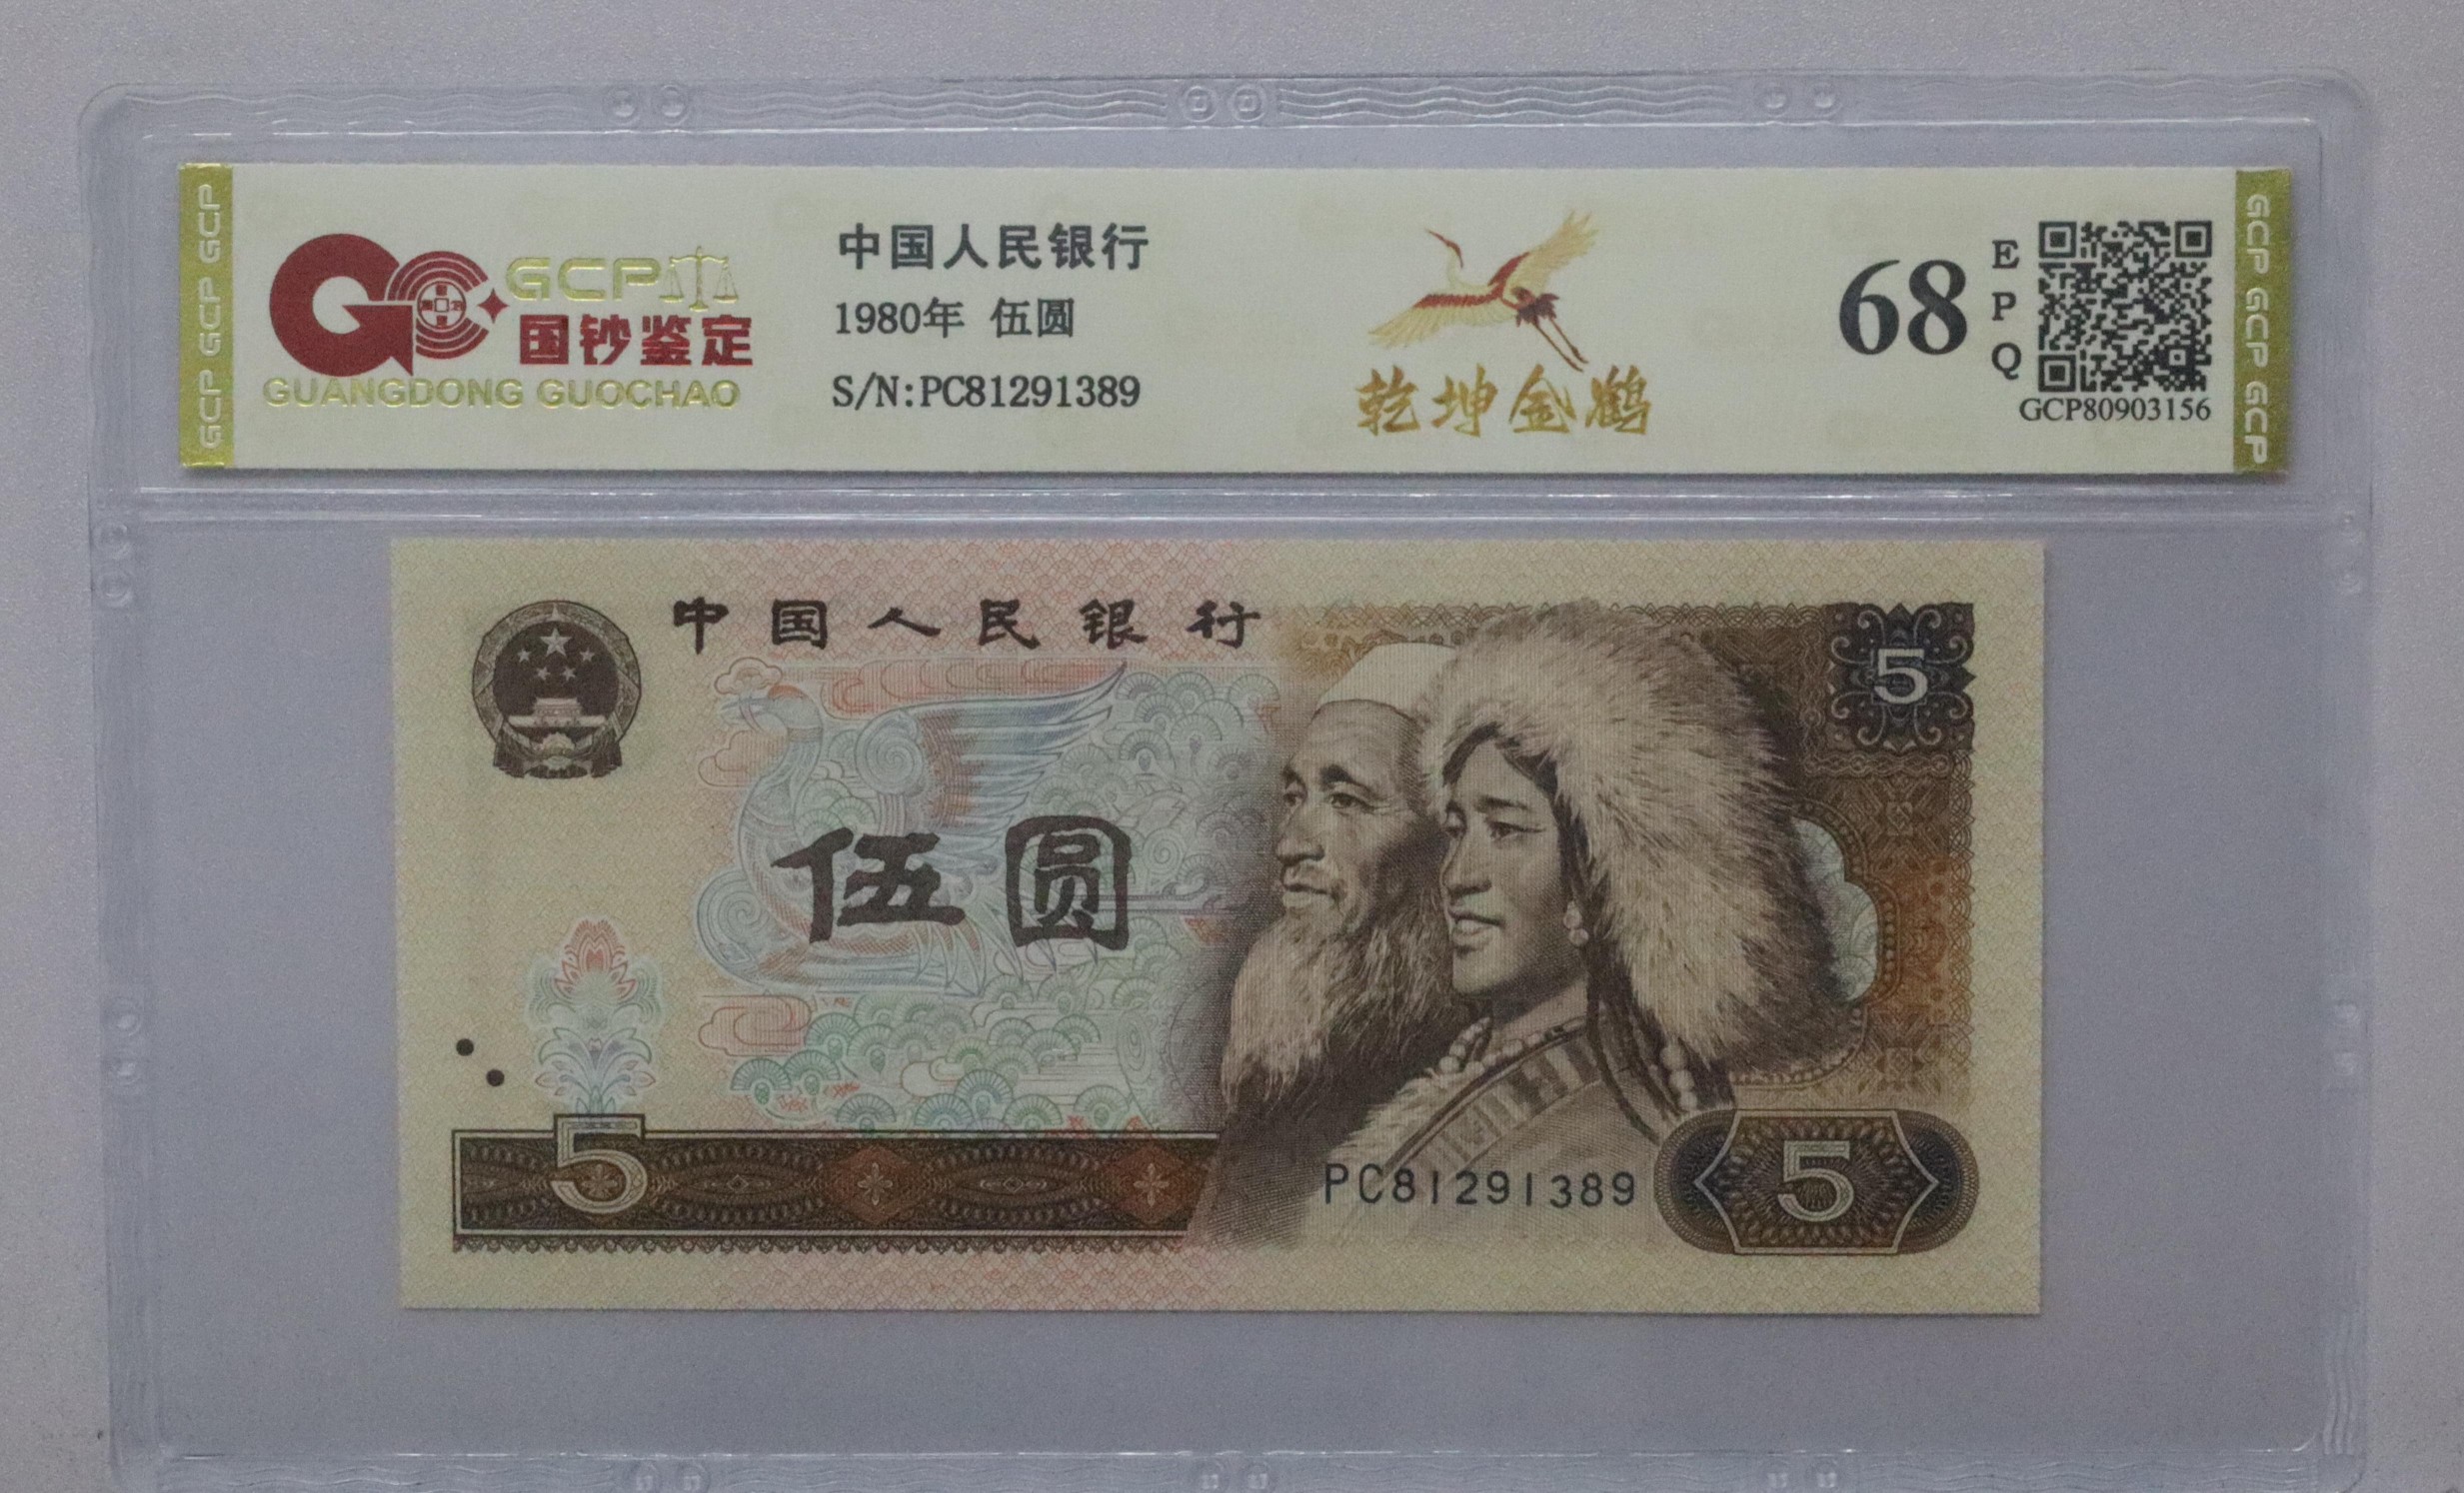 GCP GCP GCP
GCP
国钞鉴定
GUANGDONG GUOCHAO
中国人民银行
1980年 伍圆
S/N:PC81291389
乾坤金鹤
68
E
P
Q
GCP80903156
GCP GCP GCP
中国人民银行
5
伍圆
5
PC81291389
5